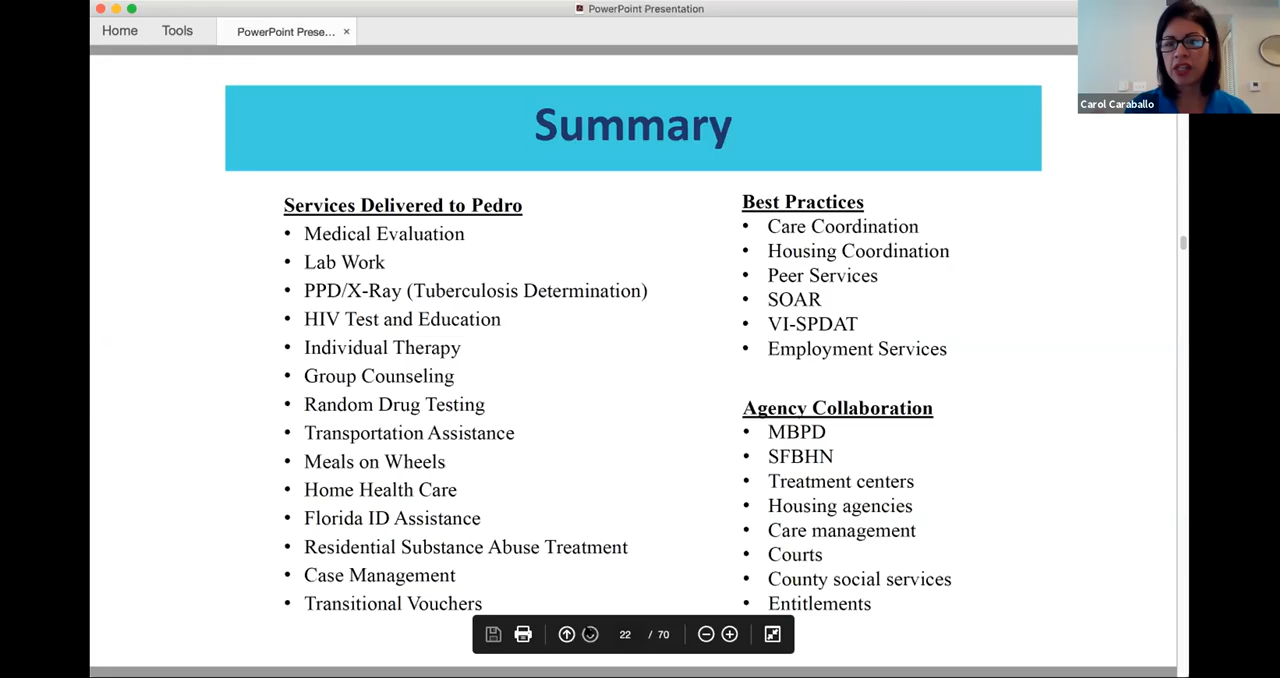 PowerPoint Presentation
Home
Tools
PowerPoint Prese...
Carol Caraballo
Summary
Services Delivered to Pedro
• Medical Evaluation
• Lab Work
• PPD/X-Ray (Tuberculosis Determination)
• HIV Test and Education
• Individual Therapy
• Group Counseling
• Random Drug Testing
• Transportation Assistance
• Meals on Wheels
• Home Health Care
• Florida ID Assistance
• Residential Substance Abuse Treatment
• Case Management
• Transitional Vouchers
Best Practices
• Care Coordination
• Housing Coordination
• Peer Services
• SOAR
• VI-SPDAT
• Employment Services
Agency Collaboration
• MBPD
• SFBHN
• Treatment centers
• Housing agencies
• Care management
• Courts
• County social services
• Entitlements
22 / 70